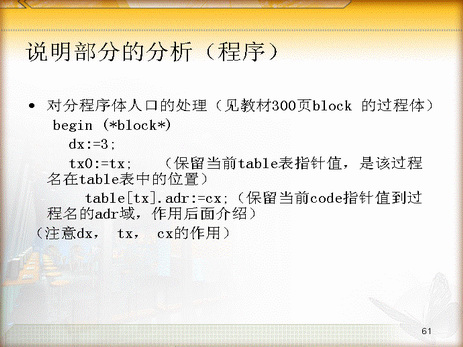 说明部分的分析（程序）
• 对分程序体人口的处理（见教材300页block 的过程体）
begin (*block*)
dx:=3;
tx0:=tx; （保留当前table表指针值，是该过程
名在table表中的位置）
table[tx].adr:=cx;（保留当前code指针值到过
程名的adr域，作用后面介绍）
（注意dx， tx， cx的作用）
61